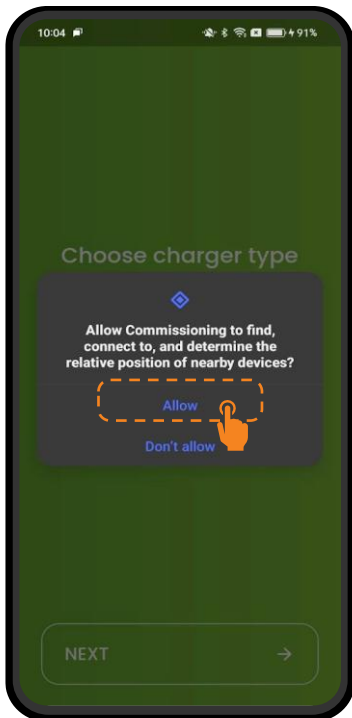 10:04 91%
Choose charger type
Allow Commissioning to find,
connect to, and determine the
relative position of nearby devices?
Allow
Don't allow
NEXT